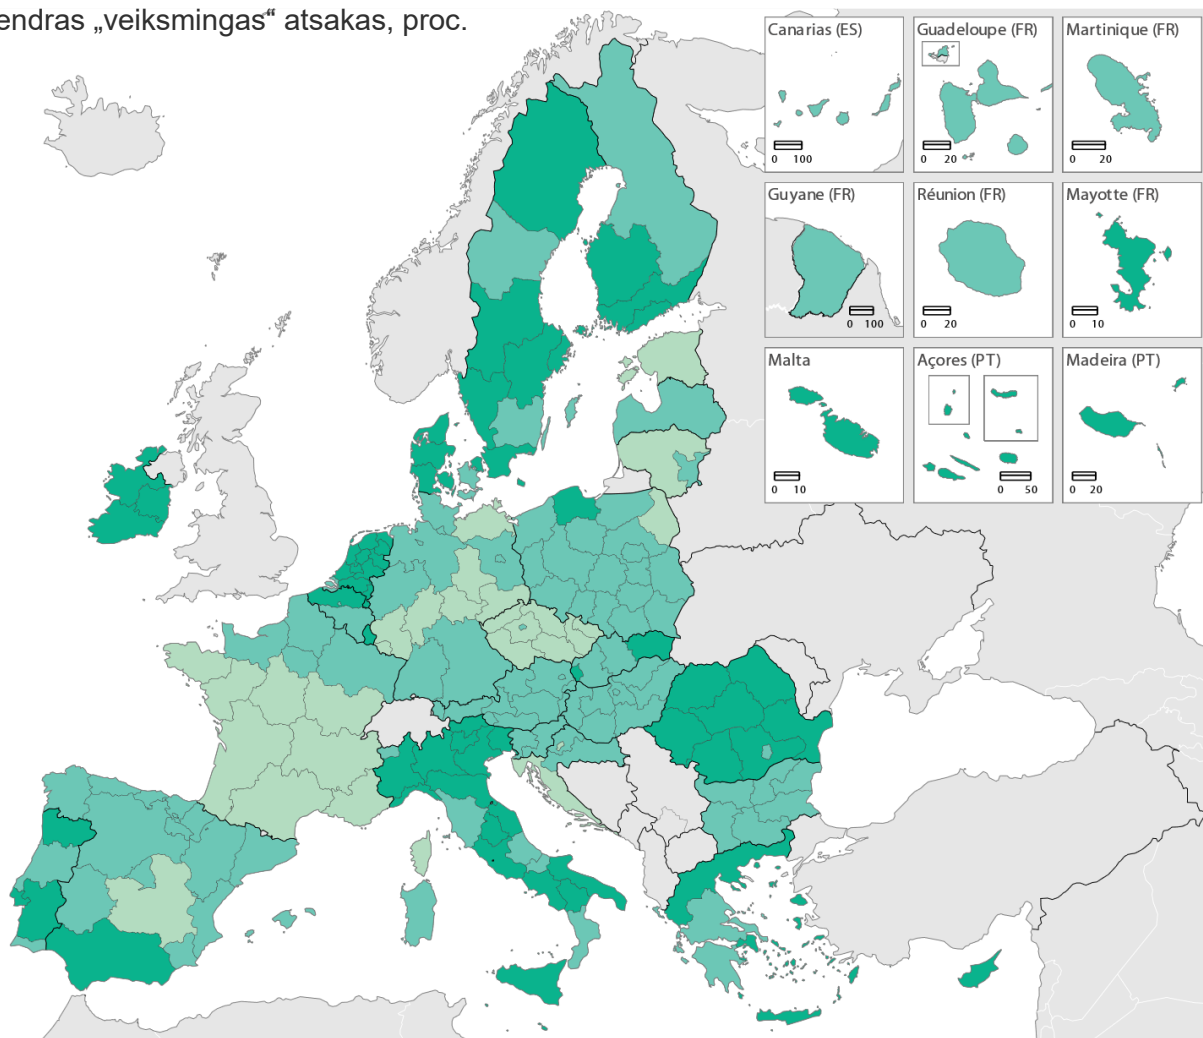 endras „veiksmingas“ atsakas, proc.
Canarias (ES)
0 100
Guadeloupe (FR)
0 20
Martinique (FR)
0 20
Guyane (FR)
0 100
Réunion (FR)
0 20
Mayotte (FR)
0 10
Malta
0 10
Açores (PT)
0 50
Madeira (PT)
0 20